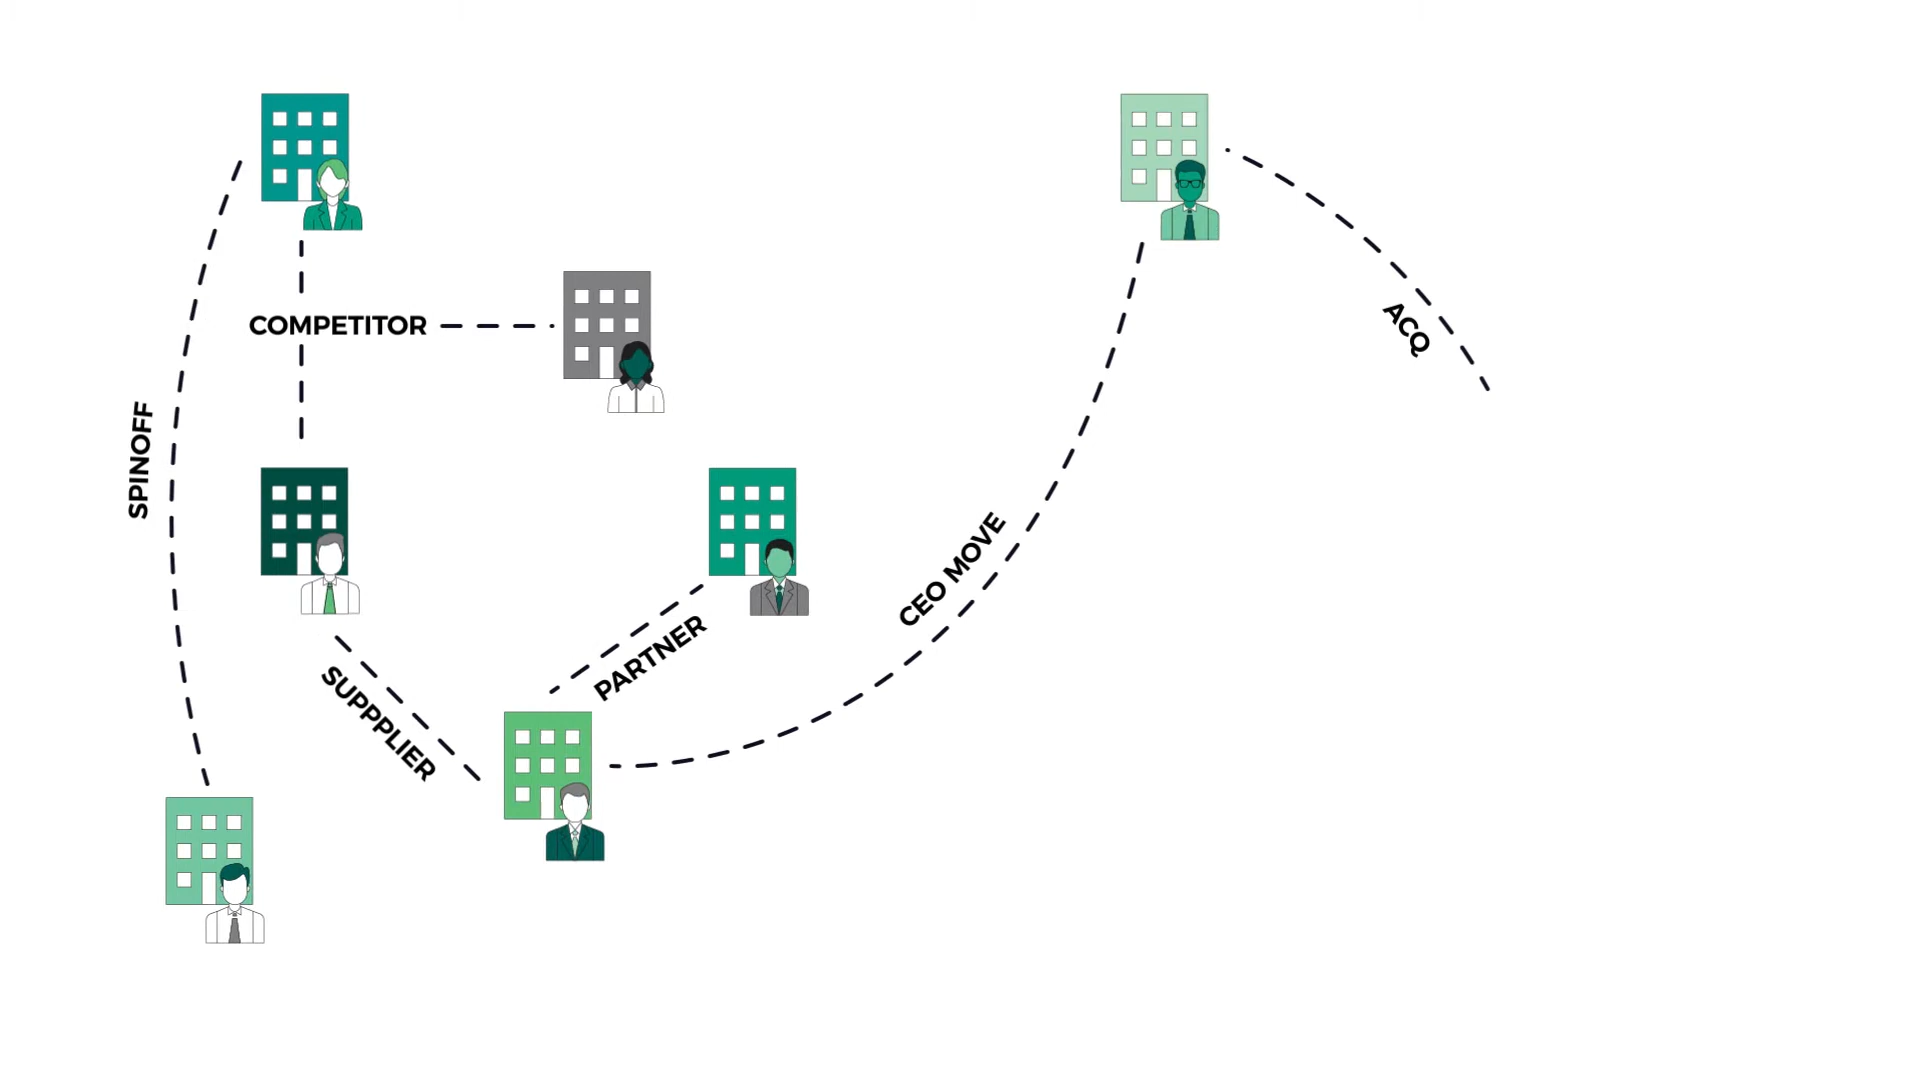 COMPETITOR
ACQ
SPINOFF
CEO MOVE
PARTNER
SUPPPLIER